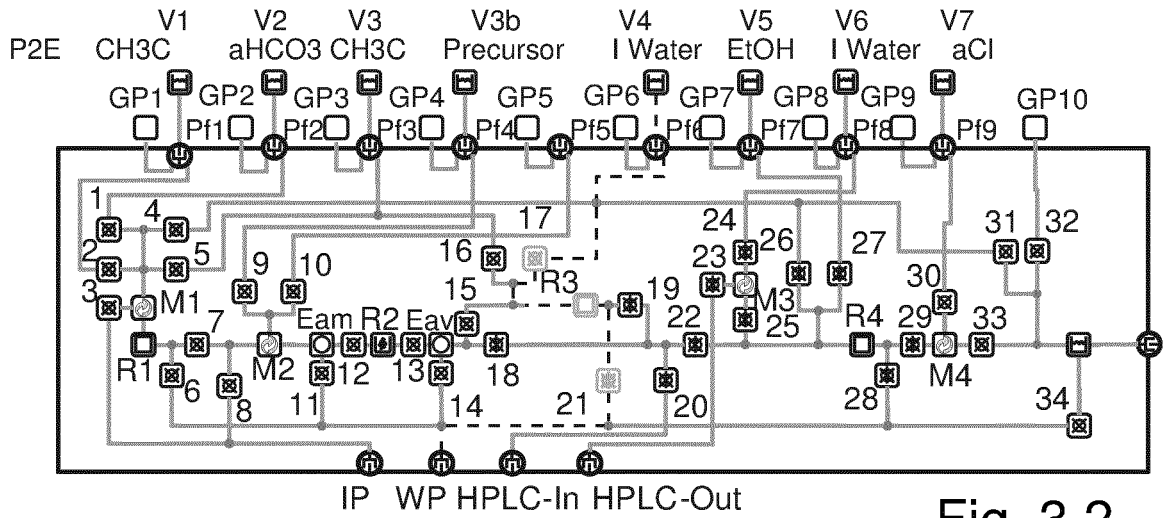 V1 V2 V3 V3b V4 V5 V6 V7
P2E CH3C aHCO3 CH3C Precursor I Water EtOH I Water aCl
GP1 GP2 GP3 GP4 GP5 GP6 GP7 GP8 GP9 GP10
Pf1 Pf2 Pf3 Pf4 Pf5 Pf6 Pf7 Pf8 Pf9
1 4 17 24 31 32
2 5 9 10 16 R3 23 26 27
3 M1 15 19 M3 30
7 Eam R2 Eav 22 25 R4 29 33
R1 6 M2 12 13 18 28 M4
8 11 14 21 20 34
IP WP HPLC-In HPLC-Out